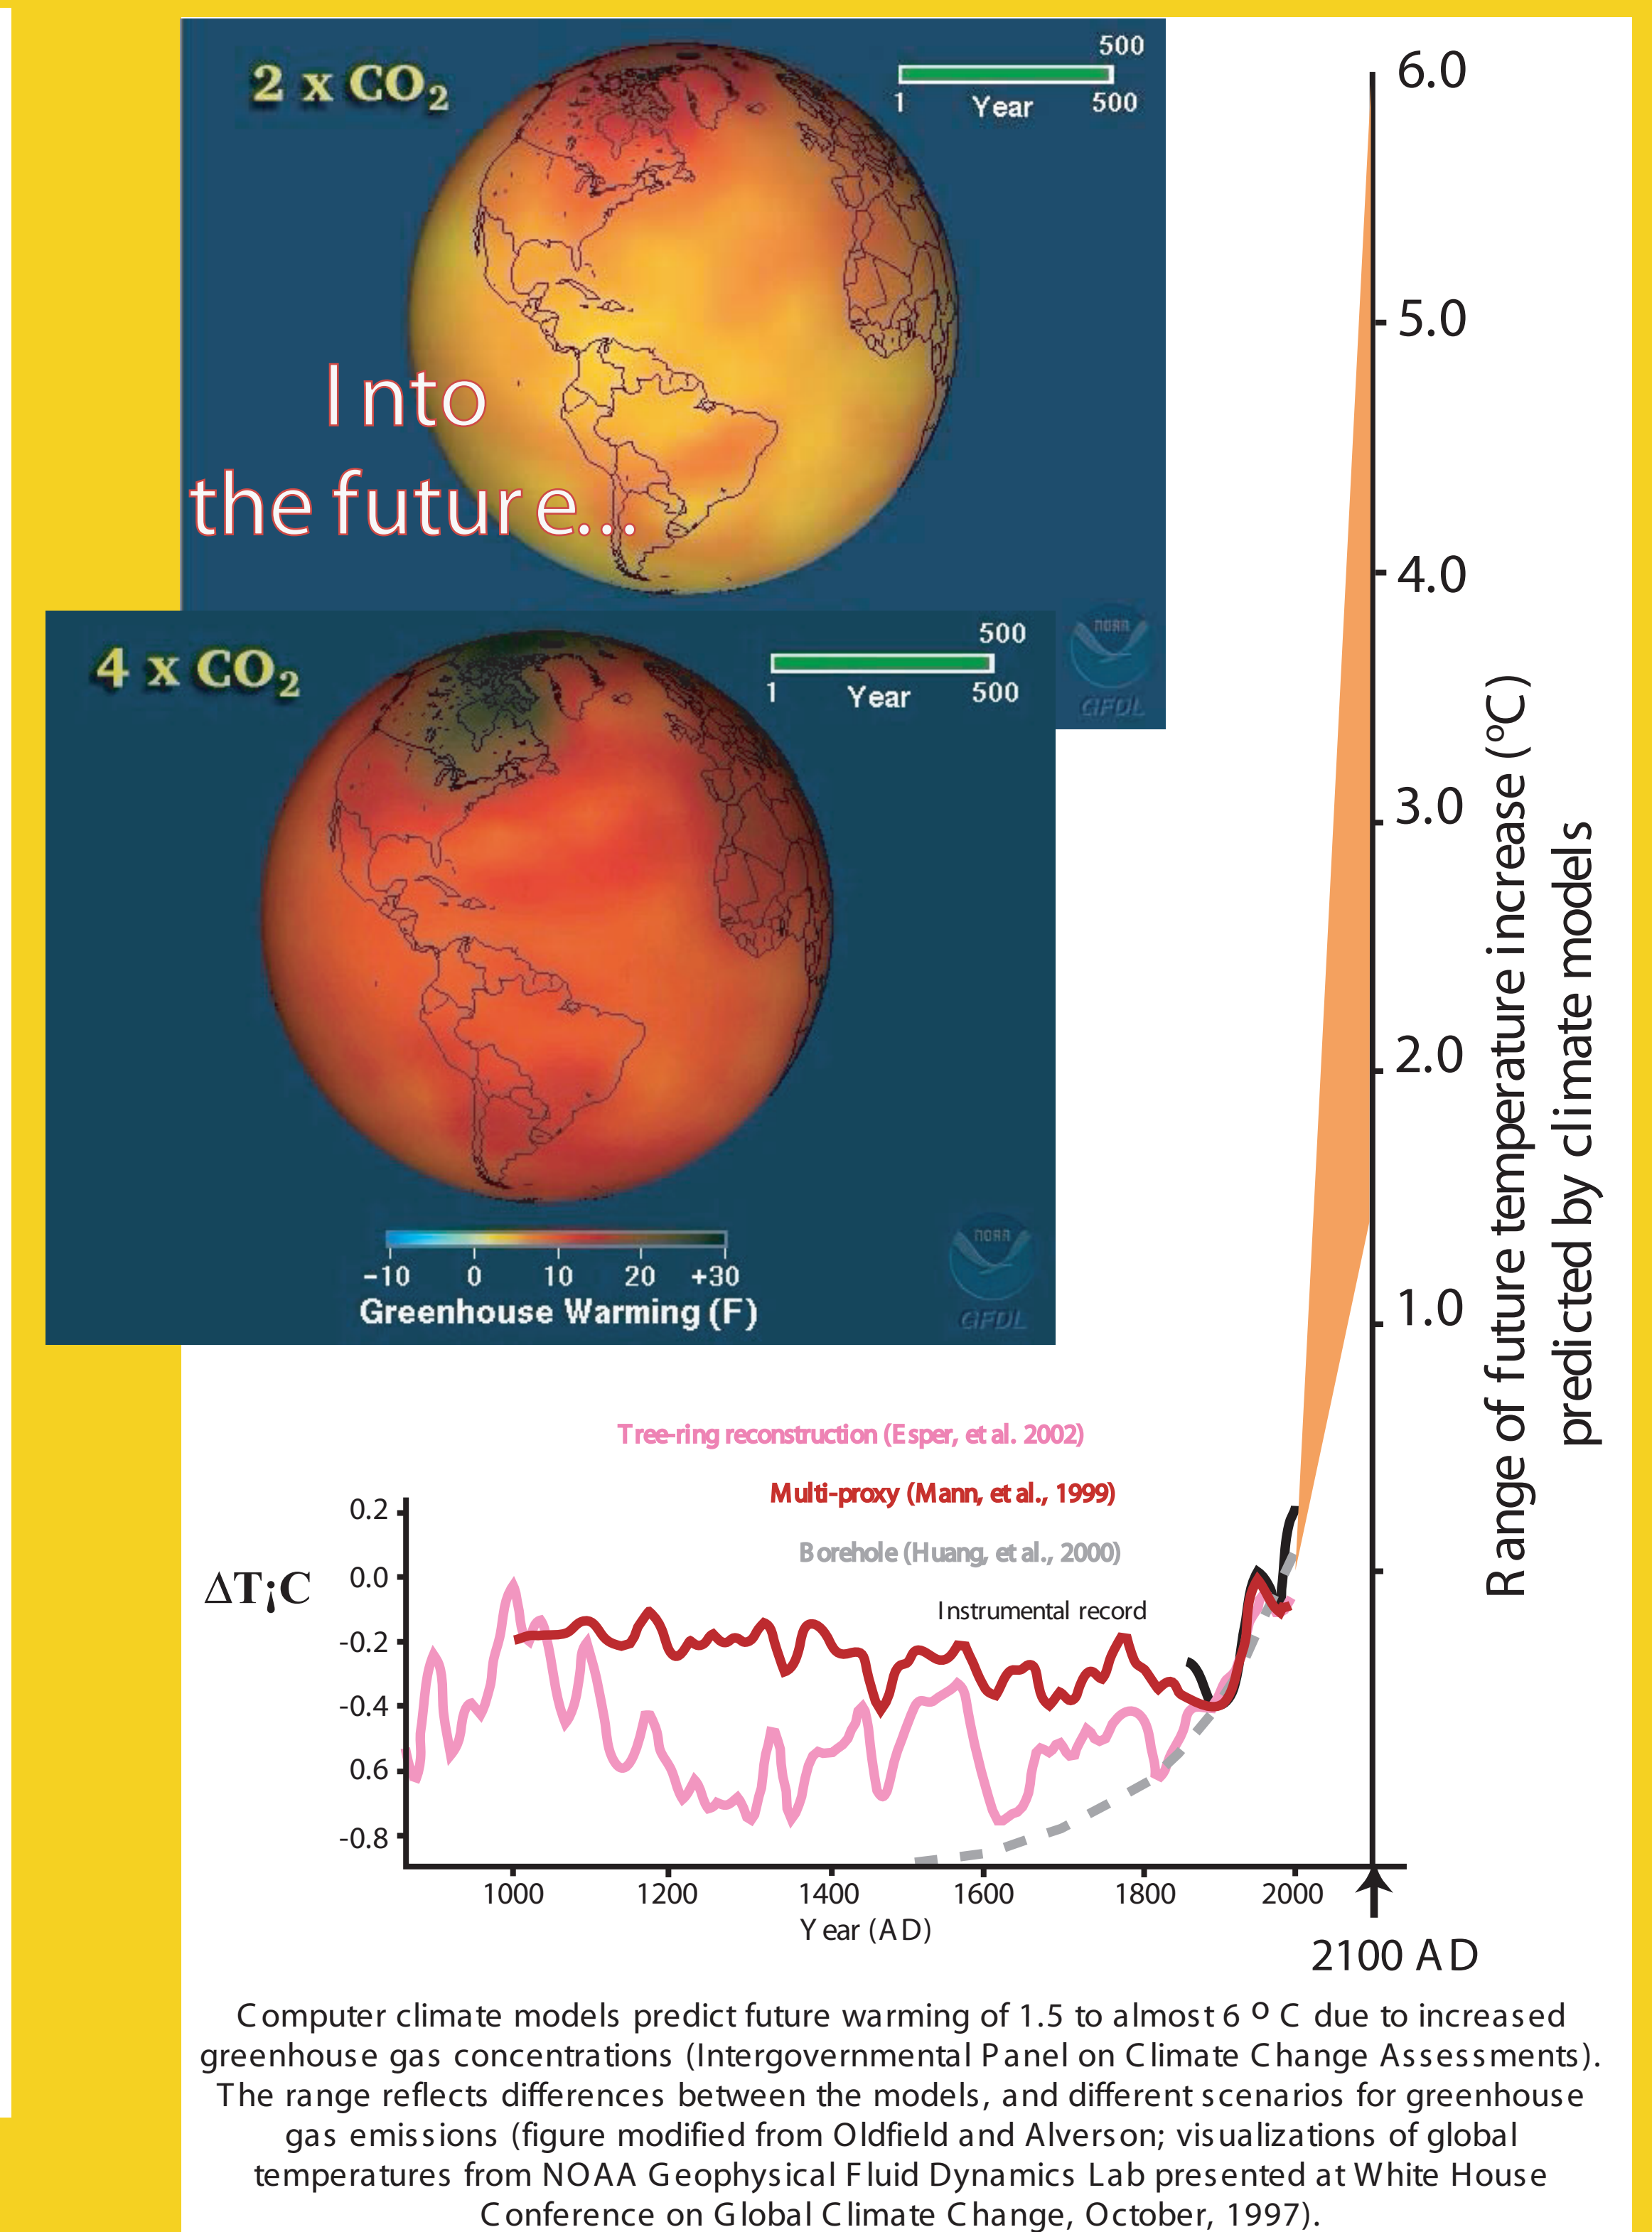 2 x CO2
500
1 Year 500
Into
the future...
NOAA
GFDL
4 x CO2
500
1 Year 500
-10 0 10 20 +30
Greenhouse Warming (F)
NOAA
GFDL
6.0
5.0
4.0
3.0
2.0
1.0
Range of future temperature increase (ºC)
predicted by climate models
Tree-ring reconstruction (Esper, et al. 2002)
Multi-proxy (Mann, et al., 1999)
Borehole (Huang, et al., 2000)
Instrumental record
ΔT¡C
0.2
0.0
-0.2
-0.4
0.6
-0.8
1000 1200 1400 1600 1800 2000
Year (AD)
2100 AD
Computer climate models predict future warming of 1.5 to almost 6 º C due to increased
greenhouse gas concentrations (Intergovernmental Panel on Climate Change Assessments).
The range reflects differences between the models, and different scenarios for greenhouse
gas emissions (figure modified from Oldfield and Alverson; visualizations of global
temperatures from NOAA Geophysical Fluid Dynamics Lab presented at White House
Conference on Global Climate Change, October, 1997).